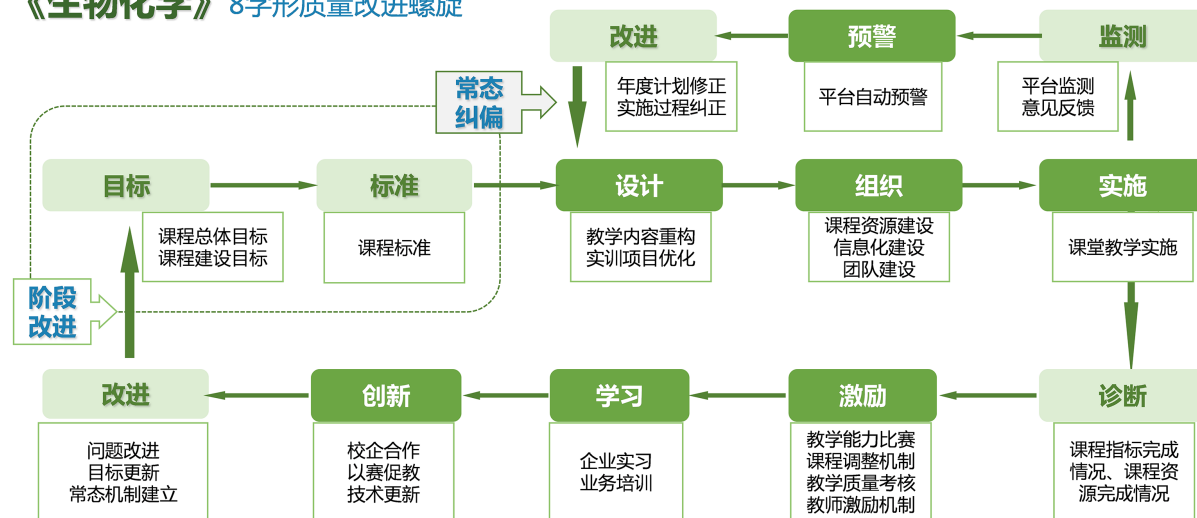 《生物化学》8字形质量改进螺旋
改进
预警
监测
年度计划修正
实施过程纠正
平台自动预警
平台监测
意见反馈
常态
纠偏
目标
标准
设计
组织
实施
课程总体目标
课程建设目标
课程标准
教学内容重构
实训项目优化
课程资源建设
信息化建设
团队建设
课堂教学实施
阶段
改进
改进
创新
学习
激励
诊断
问题改进
目标更新
常态机制建立
校企合作
以赛促教
技术更新
企业实习
业务培训
教学能力比赛
课程调整机制
教学质量考核
教师激励机制
课程指标完成
情况、课程资
源完成情况